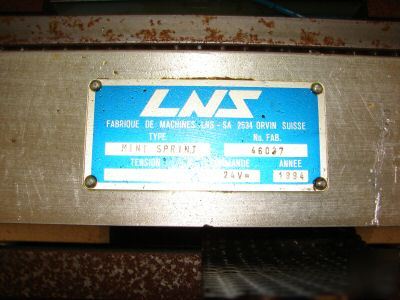 LNS
FABRIQUE DE MACHINES LNS - SA 2534 ORVIN SUISSE
TYPE No. FAB.
MINI SPRINT 46027
TENSION COMMANDE ANNEE
24V= 1994